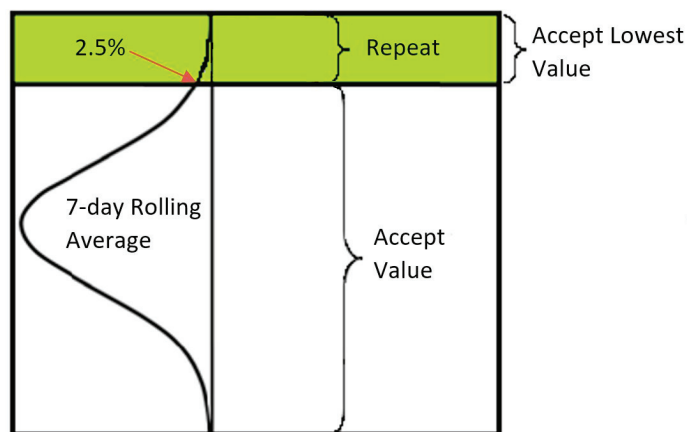 2.5%
Repeat
Accept Lowest
Value
7-day Rolling
Average
Accept
Value